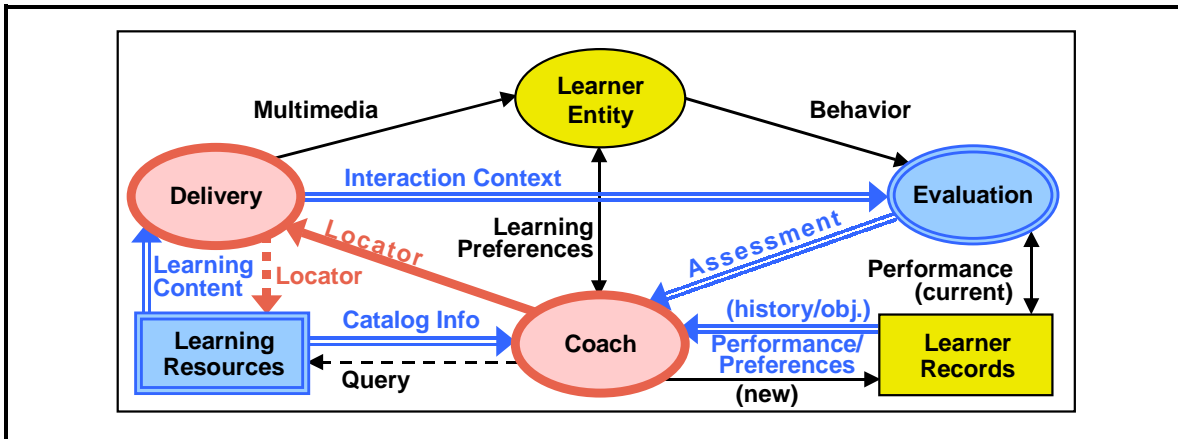 Learner
Entity
Multimedia
Behavior
Delivery
Interaction Context
Evaluation
Learning
Preferences
Locator
Assessment
Learning
Content
Locator
Performance
(current)
Learning
Resources
Catalog Info
Query
Coach
(history/obj.)
Performance/
Preferences
(new)
Learner
Records